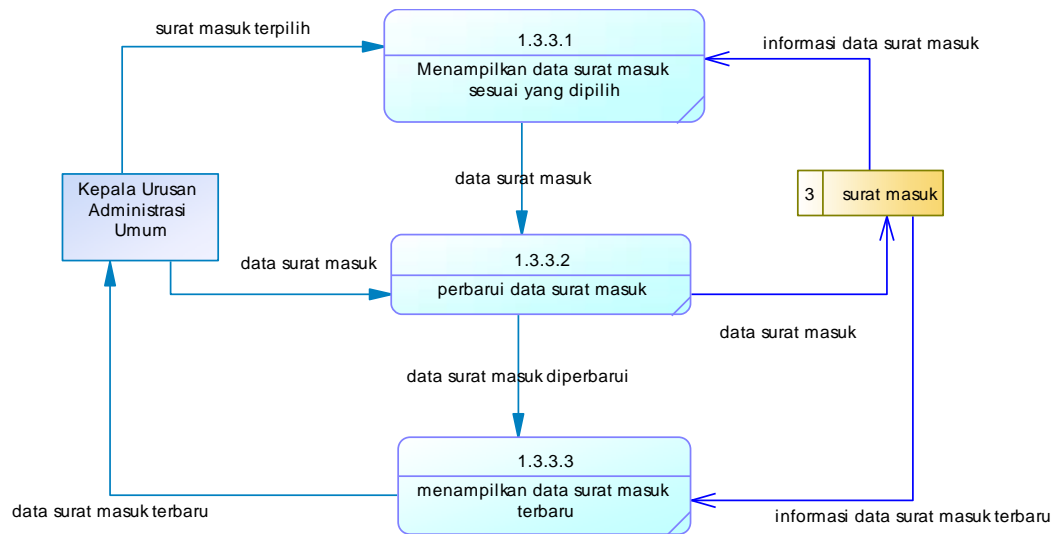 surat masuk terpilih
1.3.3.1
Menampilkan data surat masuk
sesuai yang dipilih
informasi data surat masuk
data surat masuk
Kepala Urusan
Administrasi
Umum
3 surat masuk
data surat masuk
1.3.3.2
perbarui data surat masuk
data surat masuk
data surat masuk diperbarui
1.3.3.3
menampilkan data surat masuk
terbaru
data surat masuk terbaru
informasi data surat masuk terbaru